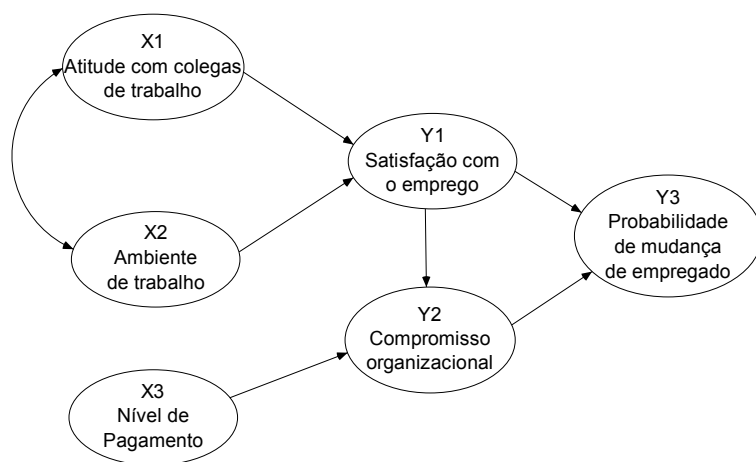 X1
Atitude com colegas
de trabalho
Y1
Satisfação com
o emprego
Y3
Probabilidade
de mudança
de empregado
X2
Ambiente
de trabalho
Y2
Compromisso
organizacional
X3
Nível de
Pagamento